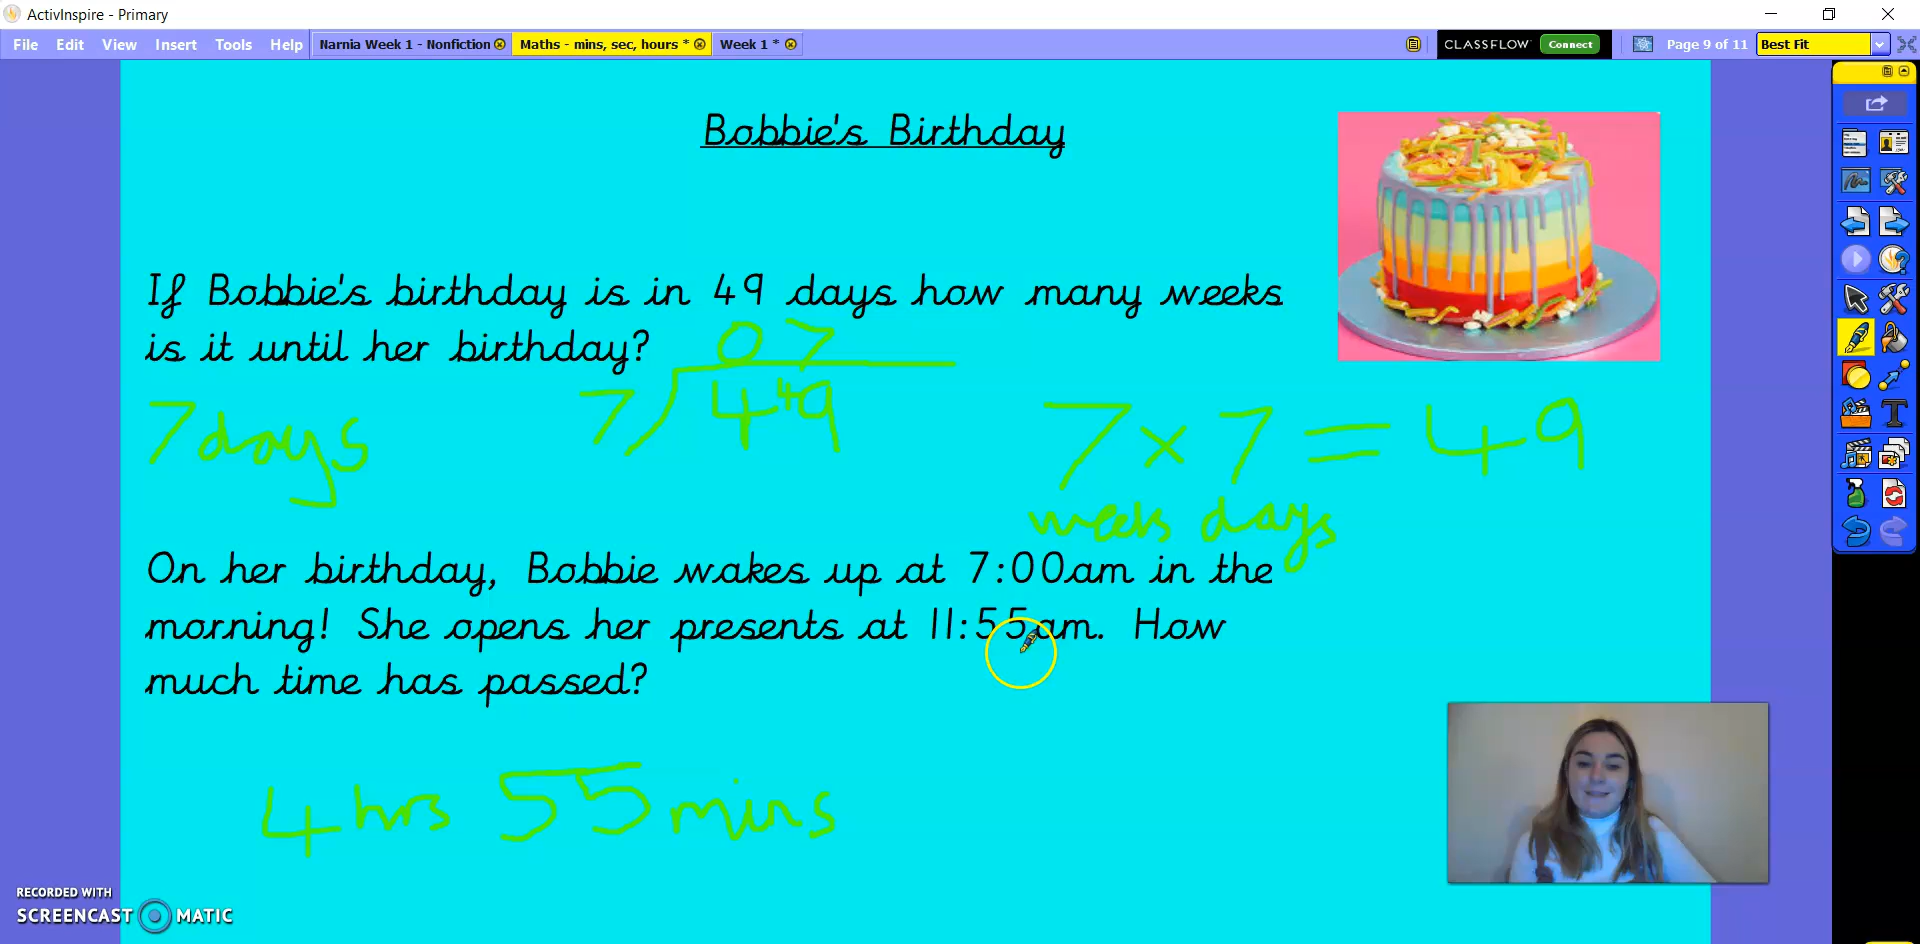 ActivInspire - Primary
File Edit View Insert Tools Help Narnia Week 1 - Nonfiction Maths - mins, sec, hours * Week 1 * CLASSFLOW Connect Page 9 of 11 Best Fit
Bobbie's Birthday
If Bobbie's birthday is in 49 days how many weeks
is it until her birthday?
07
7 days 7 4 49 7 x 7 = 49
weeks days
On her birthday, Bobbie wakes up at 7:00am in the
morning! She opens her presents at 11:55am. How
much time has passed?
4 hrs 55 mins
RECORDED WITH
SCREENCAST MATIC